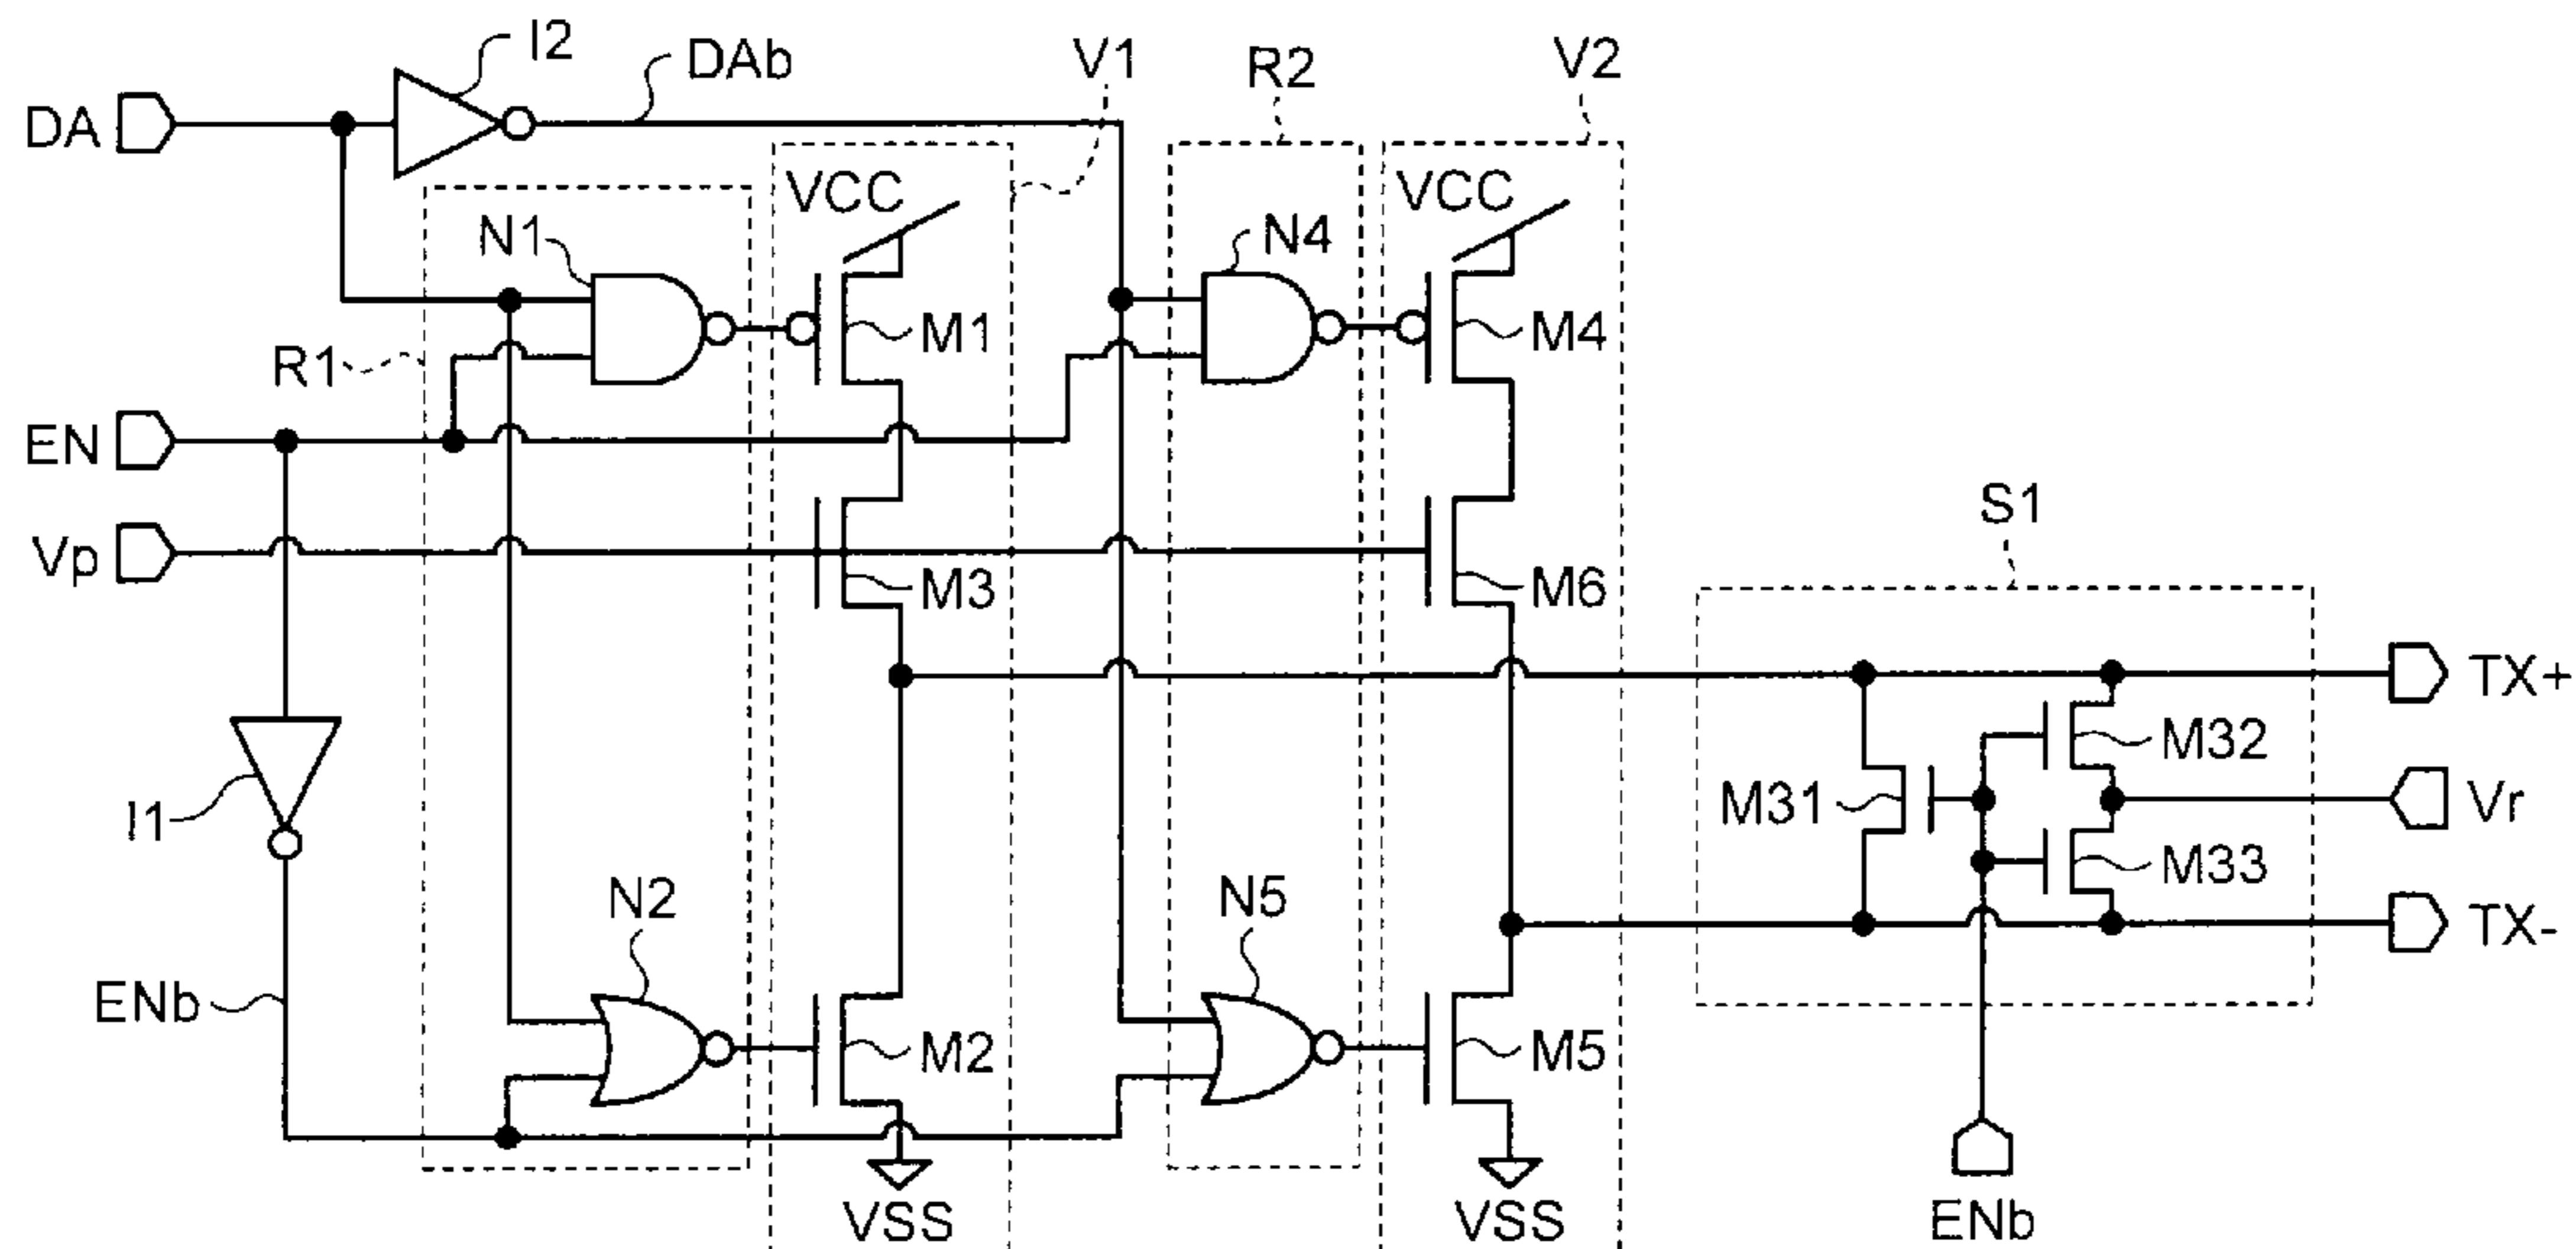 I2
DAb
V1
R2
V2
DA
VCC
VCC
N1
N4
M1
M4
R1
EN
S1
Vp
M3
M6
TX+
M32
M31
Vr
I1
M33
N2
N5
TX-
ENb
M2
M5
VSS
VSS
ENb